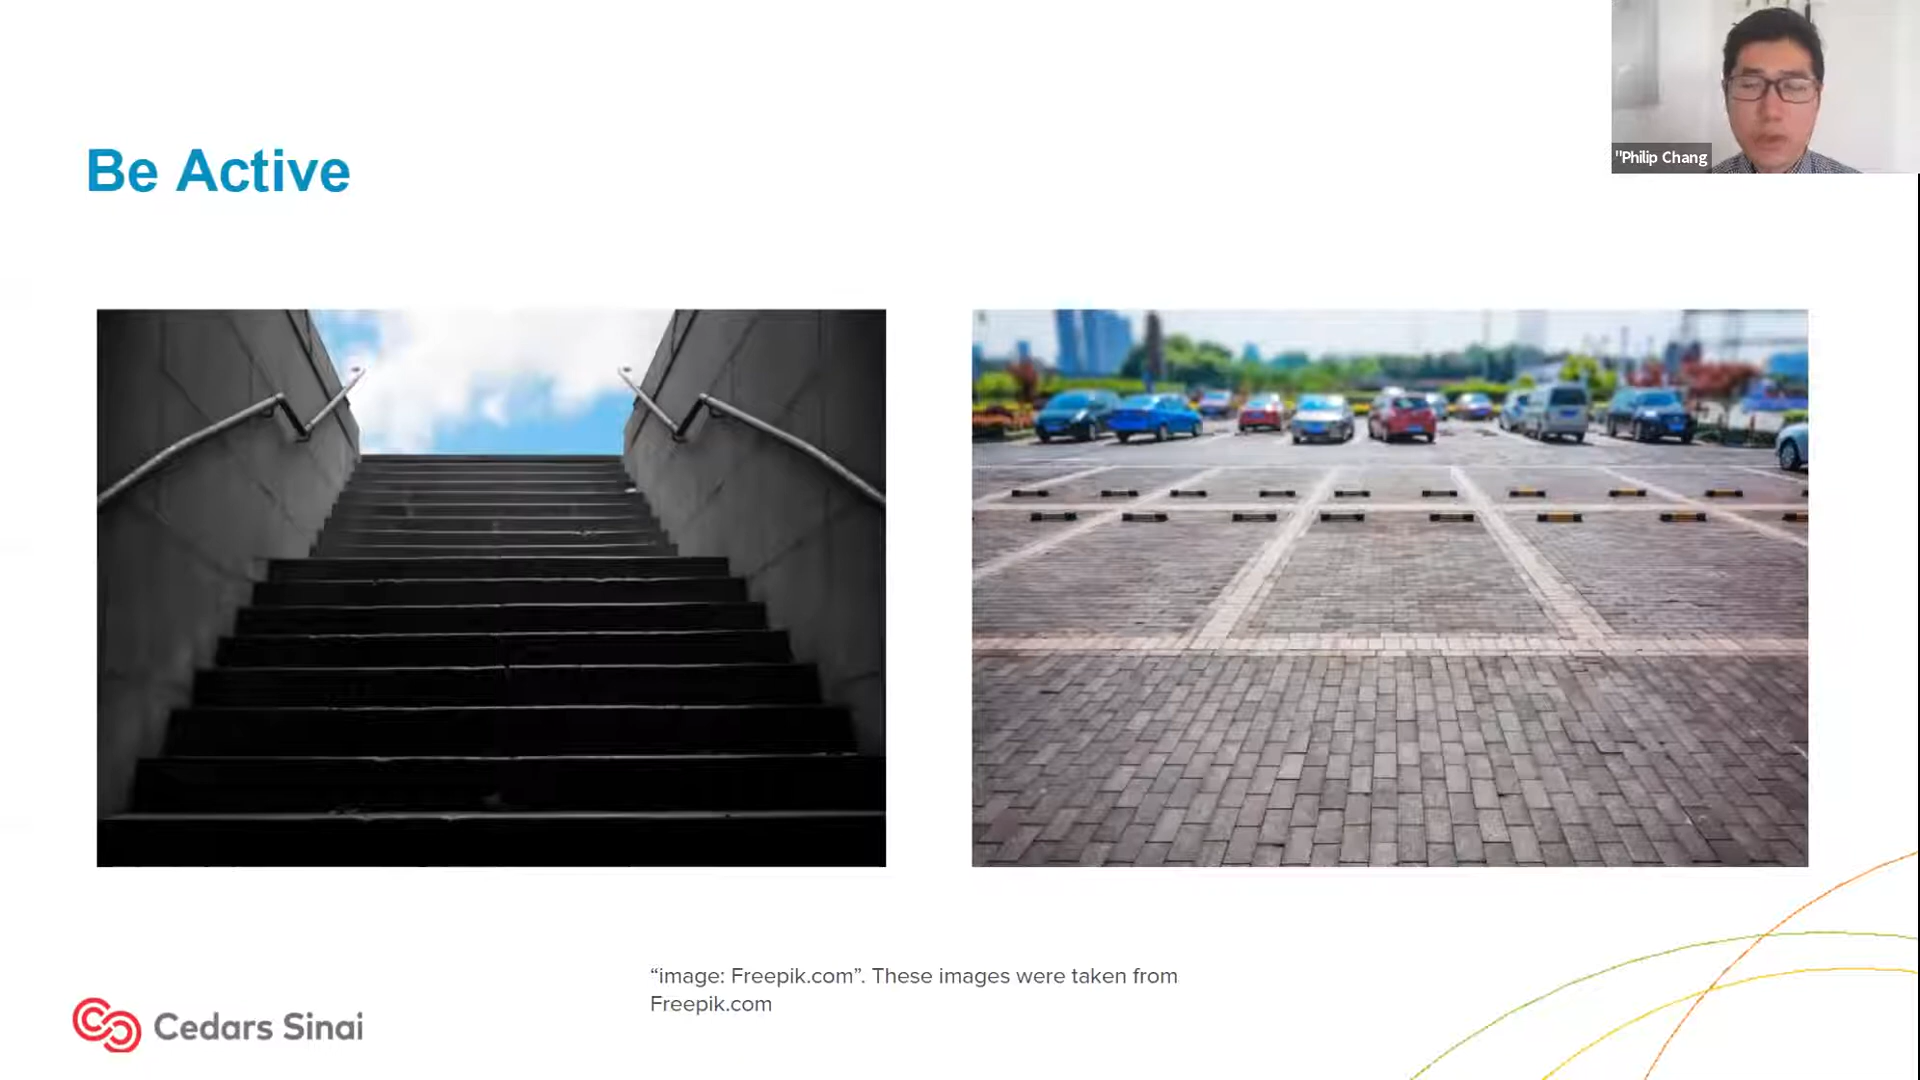 "Philip Chang
Be Active
“image: Freepik.com”. These images were taken from
Freepik.com
Cedars Sinai